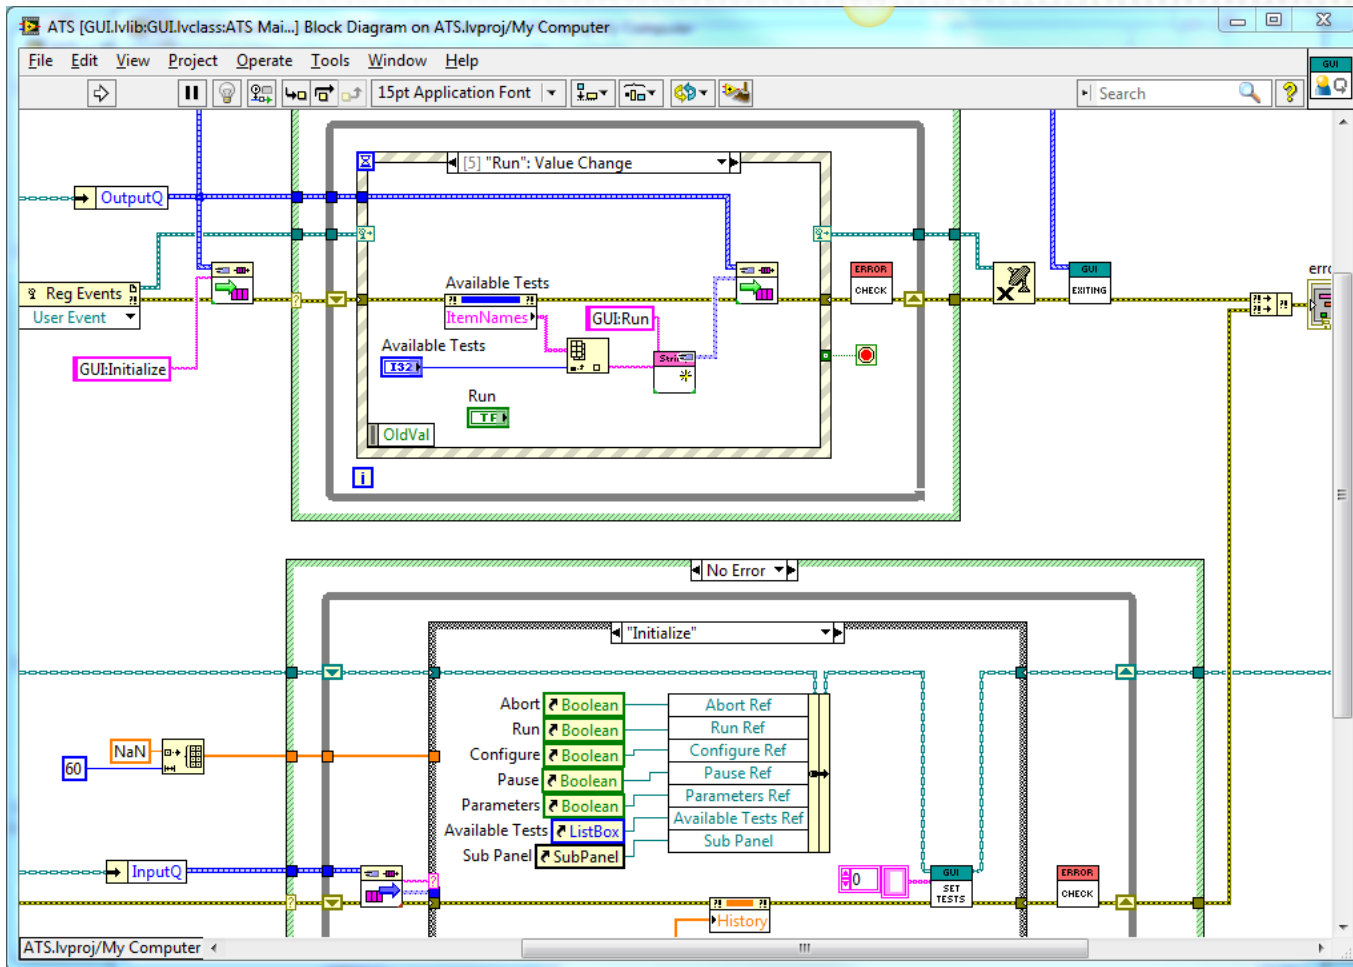 ATS [GUI.lvlib:GUI.lvclass:ATS Mai...] Block Diagram on ATS.lvproj/My Computer
File Edit View Project Operate Tools Window Help
GUI
15pt Application Font
Search
[5] "Run": Value Change
OutputQ
Available Tests
ItemNames
Reg Events
User Event
GUI:Run
ERROR
CHECK
GUI
EXITING
Available Tests
I32
GUI:Initialize
Run
TF
OldVal
i
No Error
"Initialize"
Abort Boolean Abort Ref
Run Boolean Run Ref
Configure Boolean Configure Ref
Pause Boolean Pause Ref
Parameters Boolean Parameters Ref
Available Tests ListBox Available Tests Ref
Sub Panel SubPanel Sub Panel
NaN
60
InputQ
0
GUI
SET
TESTS
ERROR
CHECK
History
ATS.lvproj/My Computer